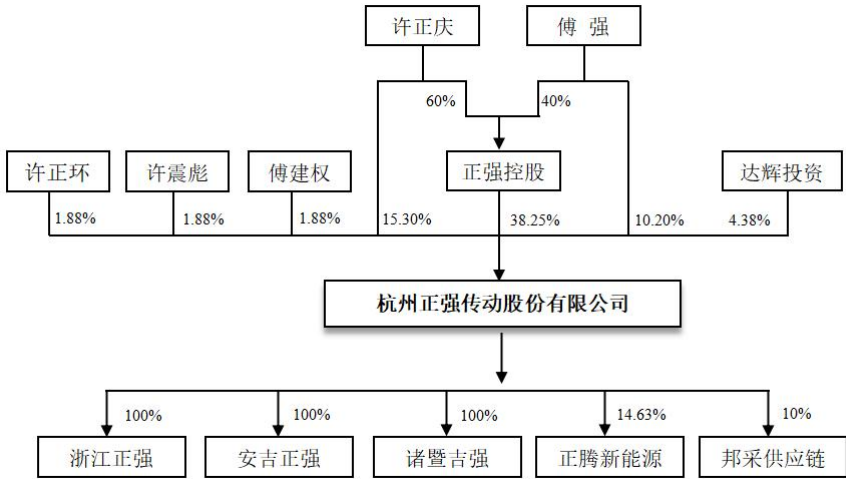 许正庆
傅 强
60%
40%
许正环
许震彪
傅建权
正强控股
达辉投资
1.88%
1.88%
1.88%
15.30%
38.25%
10.20%
4.38%
杭州正强传动股份有限公司
100%
100%
100%
14.63%
10%
浙江正强
安吉正强
诸暨吉强
正腾新能源
邦采供应链